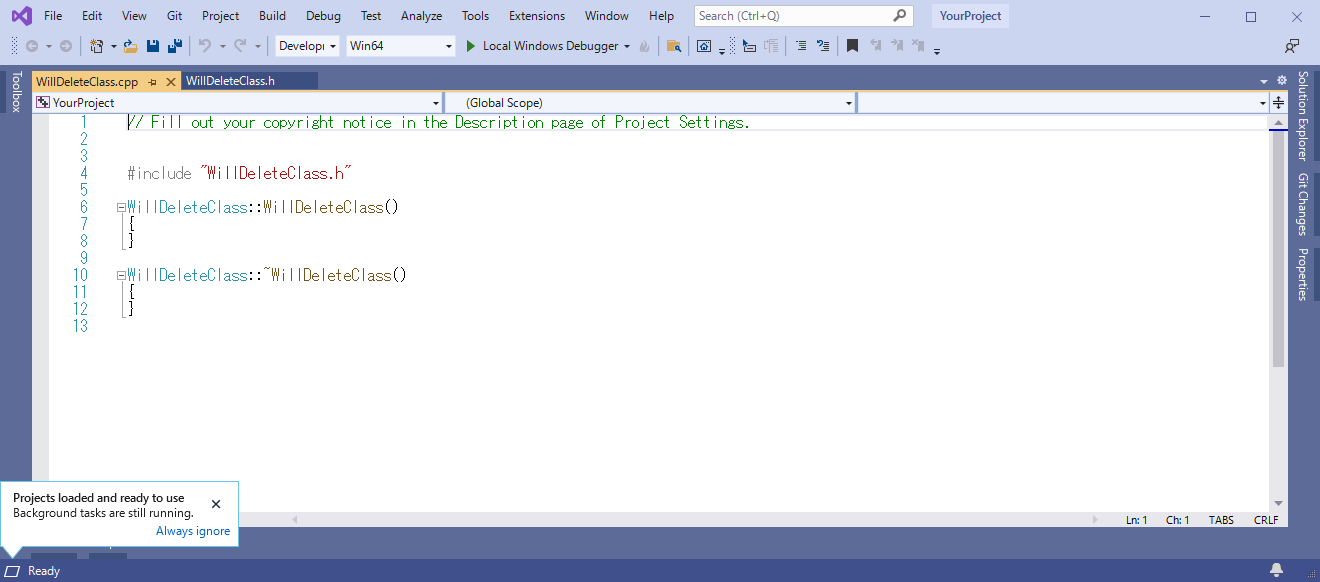 File Edit View Git Project Build Debug Test Analyze Tools Extensions Window Help Search (Ctrl+Q) YourProject
Win64 Local Windows Debugger
WillDeleteClass.cpp WillDeleteClass.h
YourProject (Global Scope)
1 // Fill out your copyright notice in the Description page of Project Settings.
2
3
4 #include "WillDeleteClass.h"
5
6 WillDeleteClass::WillDeleteClass()
7 {
8 }
9
10 WillDeleteClass::~WillDeleteClass()
11 {
12 }
13
Toolbox
Solution Explorer
Git Changes
Properties
Projects loaded and ready to use
Background tasks are still running.
Always ignore
Ln: 1 Ch: 1 TABS CRLF
Ready